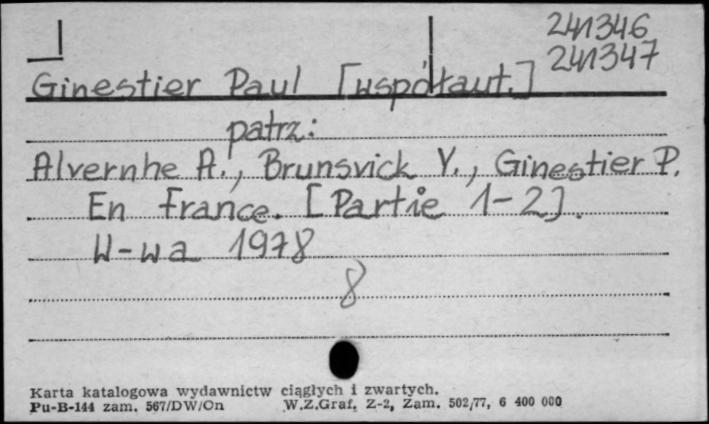 241346
241347
Ginestier Paul [współaut.]
patrz:
Alvernhe A., Brunsvick Y., Ginestier P.
En France. [Partie 1-2].
W-wa 1978
8
Karta katalogowa wydawnictw ciągłych i zwartych.
Pu-B-144 zam. 567/DW/On W.Z.Graf. Z-2, Zam. 502/77, 6 400 000